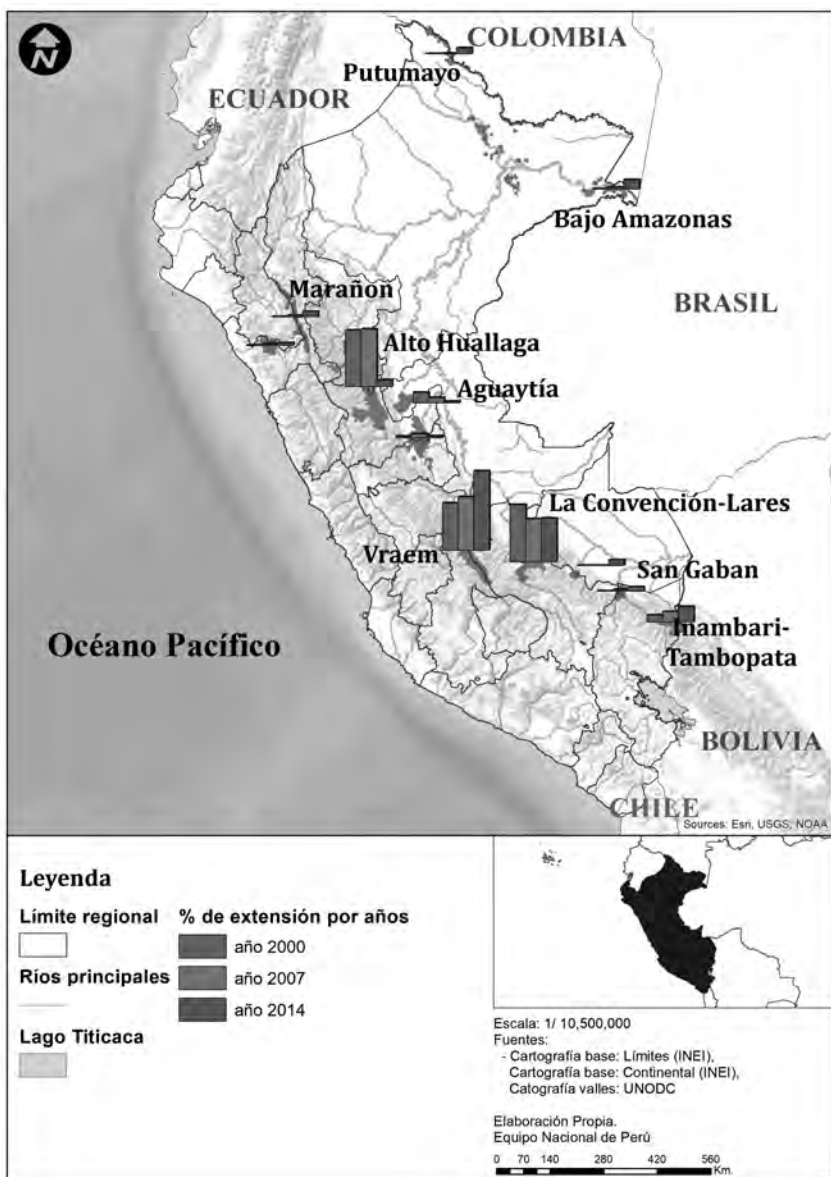 N
COLOMBIA
Putumayo
ECUADOR
Bajo Amazonas
BRASIL
Marañon
Alto Huallaga
Aguaytía
La Convención-Lares
Vraem
San Gaban
Inambari-
Tambopata
Océano Pacífico
BOLIVIA
CHILE
Sources: Esri, USGS, NOAA
Leyenda
Límite regional
% de extensión por años
año 2000
Ríos principales
año 2007
año 2014
Lago Titicaca
Escala: 1/ 10,500,000
Fuentes:
- Cartografía base: Límites (INEI),
Cartografía base: Continental (INEI),
Catografía valles: UNODC
Elaboración Propia.
Equipo Nacional de Perú
0 70 140 280 420 560
Km.